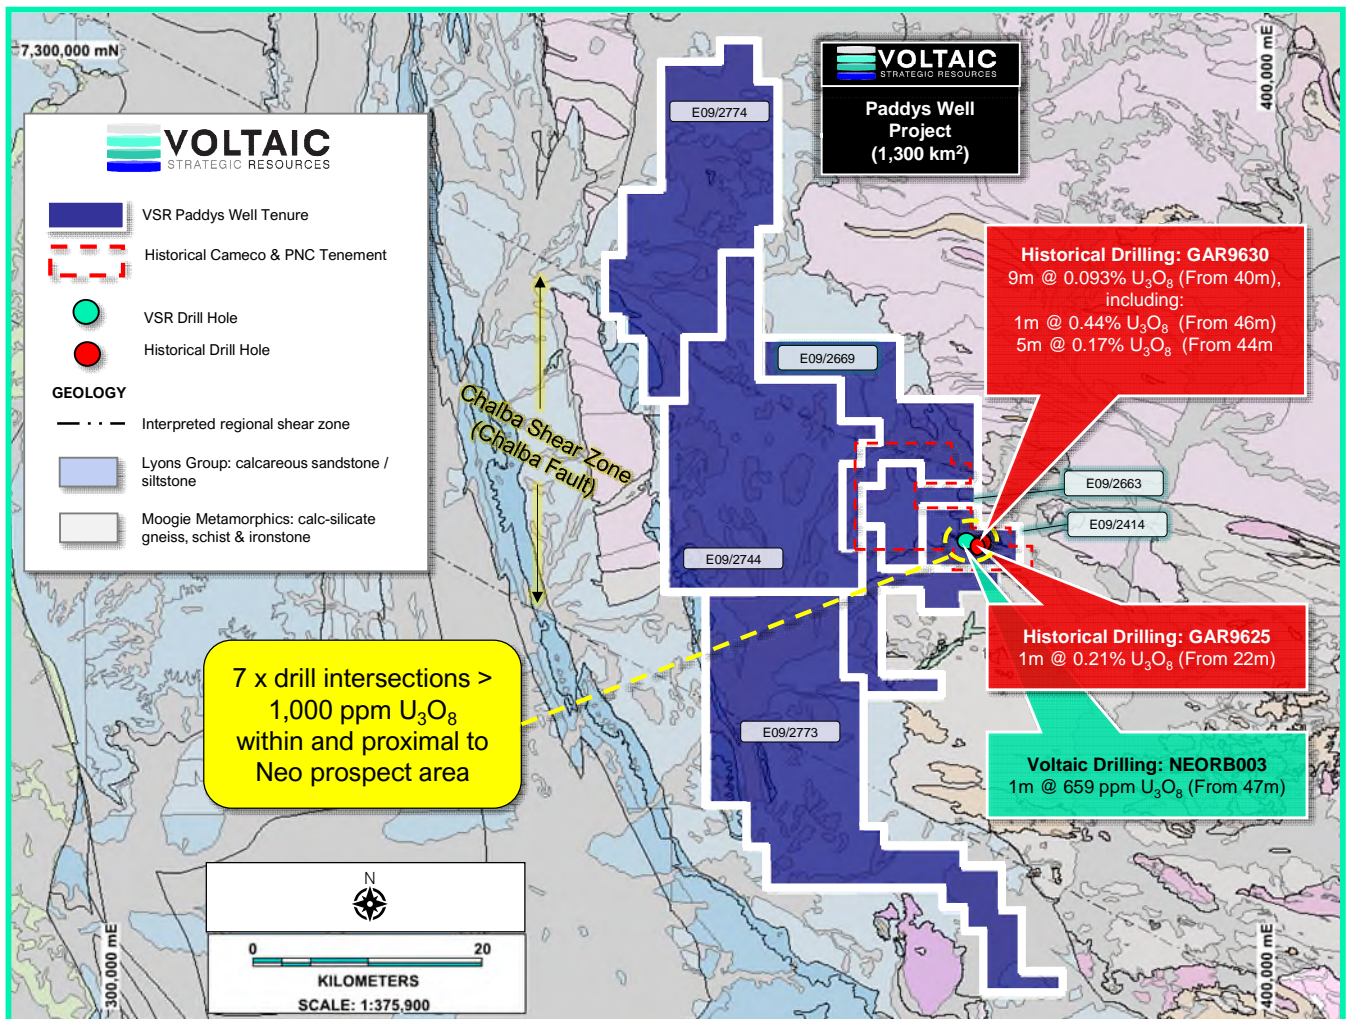 7,300,000 mN
400,000 mE
VOLTAIC
STRATEGIC RESOURCES
VSR Paddys Well Tenure
Historical Cameco & PNC Tenement
VSR Drill Hole
Historical Drill Hole
GEOLOGY
Interpreted regional shear zone
Lyons Group: calcareous sandstone /
siltstone
Moogie Metamorphics: calc-silicate
gneiss, schist & ironstone
VOLTAIC
STRATEGIC RESOURCES
Paddys Well
Project
(1,300 km²)
E09/2774
E09/2669
E09/2663
E09/2414
E09/2744
E09/2773
Chalba Shear Zone
(Chalba Fault)
Historical Drilling: GAR9630
9m @ 0.093% U₃O₈ (From 40m),
including:
1m @ 0.44% U₃O₈ (From 46m)
5m @ 0.17% U₃O₈ (From 44m
Historical Drilling: GAR9625
1m @ 0.21% U₃O₈ (From 22m)
Voltaic Drilling: NEORB003
1m @ 659 ppm U₃O₈ (From 47m)
7 x drill intersections >
1,000 ppm U₃O₈
within and proximal to
Neo prospect area
N
0 20
KILOMETERS
SCALE: 1:375,900
300,000 mE
400,000 mE